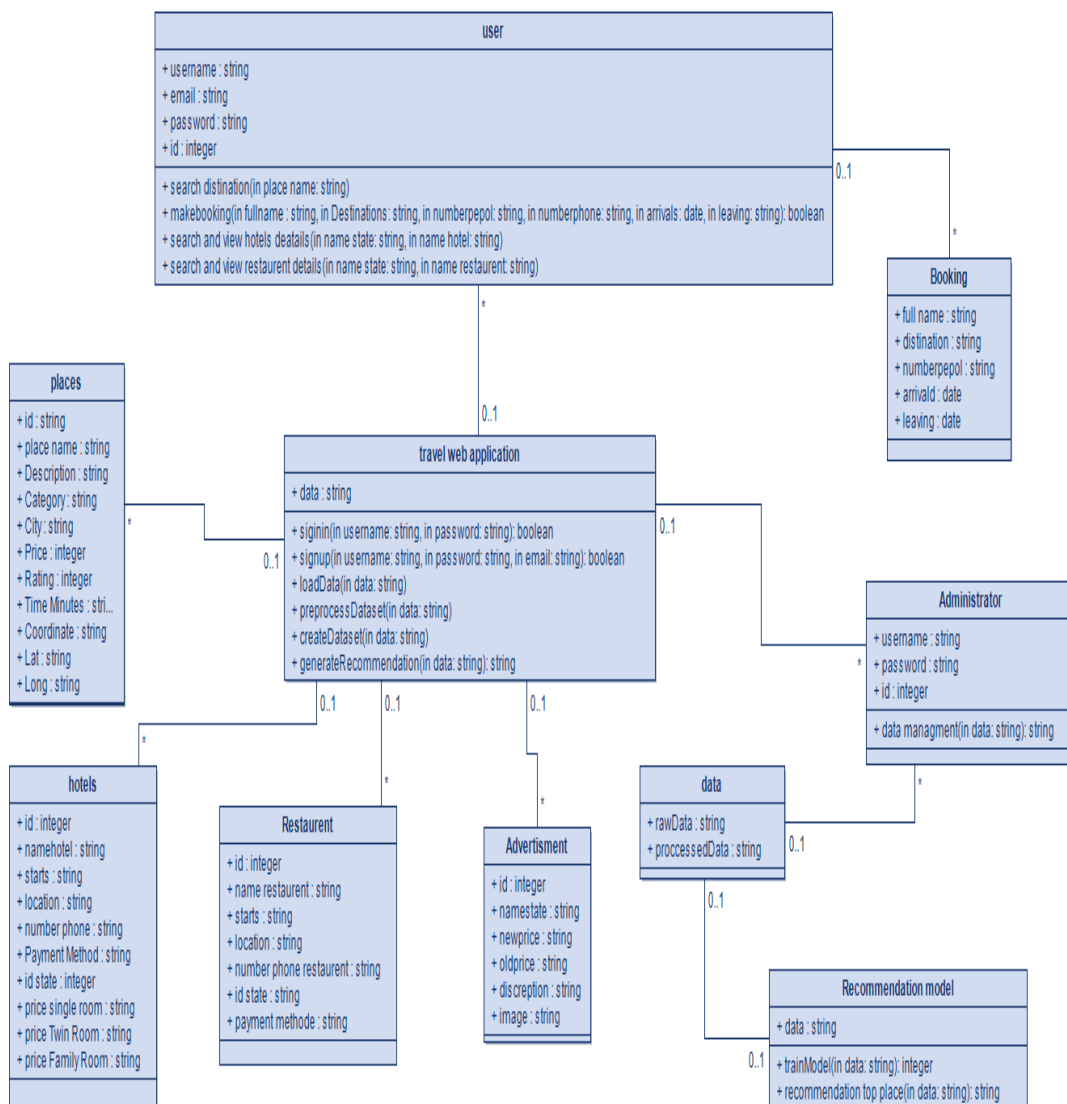 user
+ username : string
+ email : string
+ password : string
+ id : integer
+ search distination(in place name: string)
+ makebooking(in fullname : string, in Destinations: string, in numberpepol: string, in numberphone: string, in arrivals: date, in leaving: string): boolean
+ search and view hotels deatails(in name state: string, in name hotel: string)
+ search and view restaurent details(in name state: string, in name restaurent: string)
0..1
*
Booking
+ full name : string
+ distination : string
+ numberpepol : string
+ arrivald : date
+ leaving : date
*
0..1
places
+ id : string
+ place name : string
+ Description : string
+ Category : string
+ City : string
+ Price : integer
+ Rating : integer
+ Time Minutes : stri...
+ Coordinate : string
+ Lat : string
+ Long : string
*
0..1
travel web application
+ data : string
+ siginin(in username: string, in password: string): boolean
+ signup(in username: string, in password: string, in email: string): boolean
+ loadData(in data: string)
+ preprocessDataset(in data: string)
+ createDataset(in data: string)
+ generateRecommendation(in data: string): string
0..1
*
Administrator
+ username : string
+ password : string
+ id : integer
+ data managment(in data: string): string
0..1
0..1
0..1
*
*
*
*
hotels
+ id : integer
+ namehotel : string
+ starts : string
+ location : string
+ number phone : string
+ Payment Method : string
+ id state : integer
+ price single room : string
+ price Twin Room : string
+ price Family Room : string
Restaurent
+ id : integer
+ name restaurent : string
+ starts : string
+ location : string
+ number phone restaurent : string
+ id state : string
+ payment methode : string
Advertisment
+ id : integer
+ namestate : string
+ newprice : string
+ oldprice : string
+ discreption : string
+ image : string
data
+ rawData : string
+ proccessedData : string
0..1
0..1
0..1
Recommendation model
+ data : string
+ trainModel(in data: string): integer
+ recommendation top place(in data: string): string